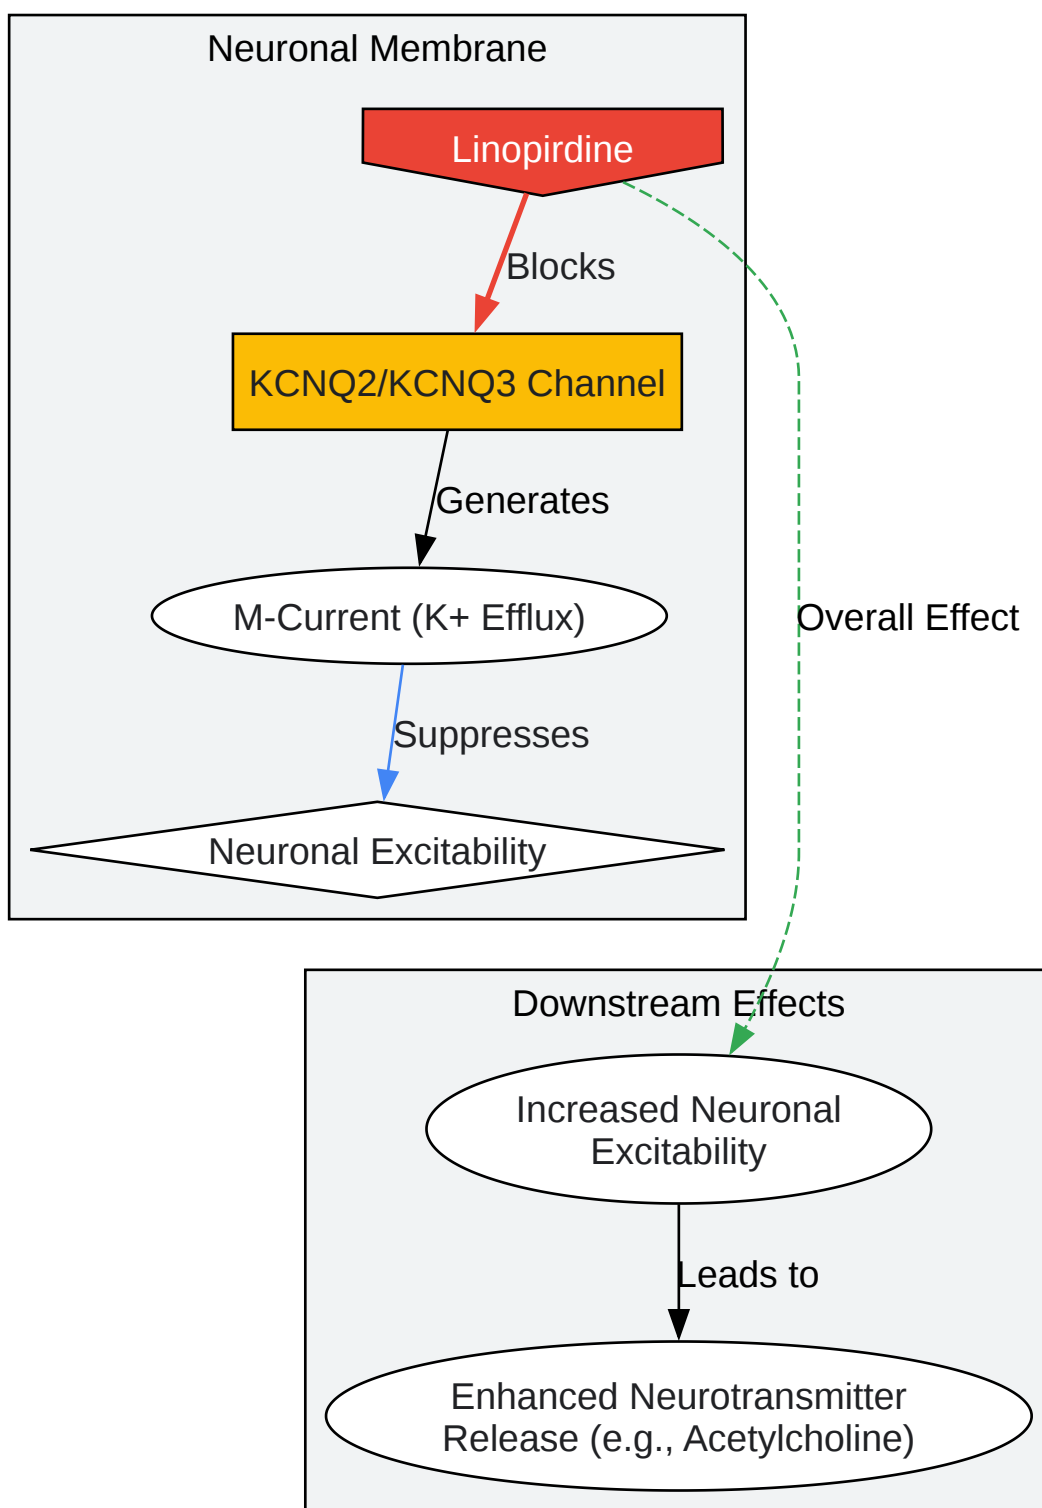 Neuronal Membrane
Linopirdine
Blocks
KCNQ2/KCNQ3 Channel
Generates
M-Current (K+ Efflux)
Overall Effect
Suppresses
Neuronal Excitability
Downstream Effects
Increased Neuronal
Excitability
Leads to
Enhanced Neurotransmitter
Release (e.g., Acetylcholine)